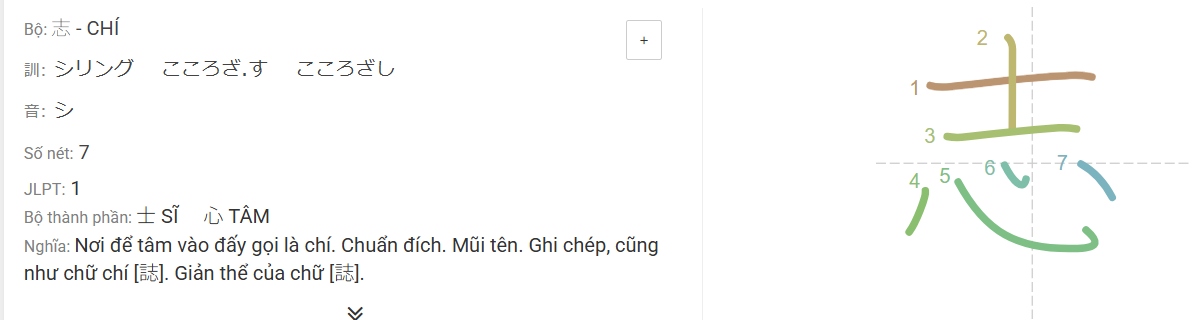 Bộ: 志 - CHÍ
+
訓: シリング こころざ.す こころざし
音: シ
Số nét: 7
JLPT: 1
Bộ thành phần: 士 SĨ 心 TÂM
Nghĩa: Nơi để tâm vào đấy gọi là chí. Chuẩn đích. Mũi tên. Ghi chép, cũng
như chữ chí [誌]. Giản thể của chữ [誌].
2
1
3
6
7
4
5
志